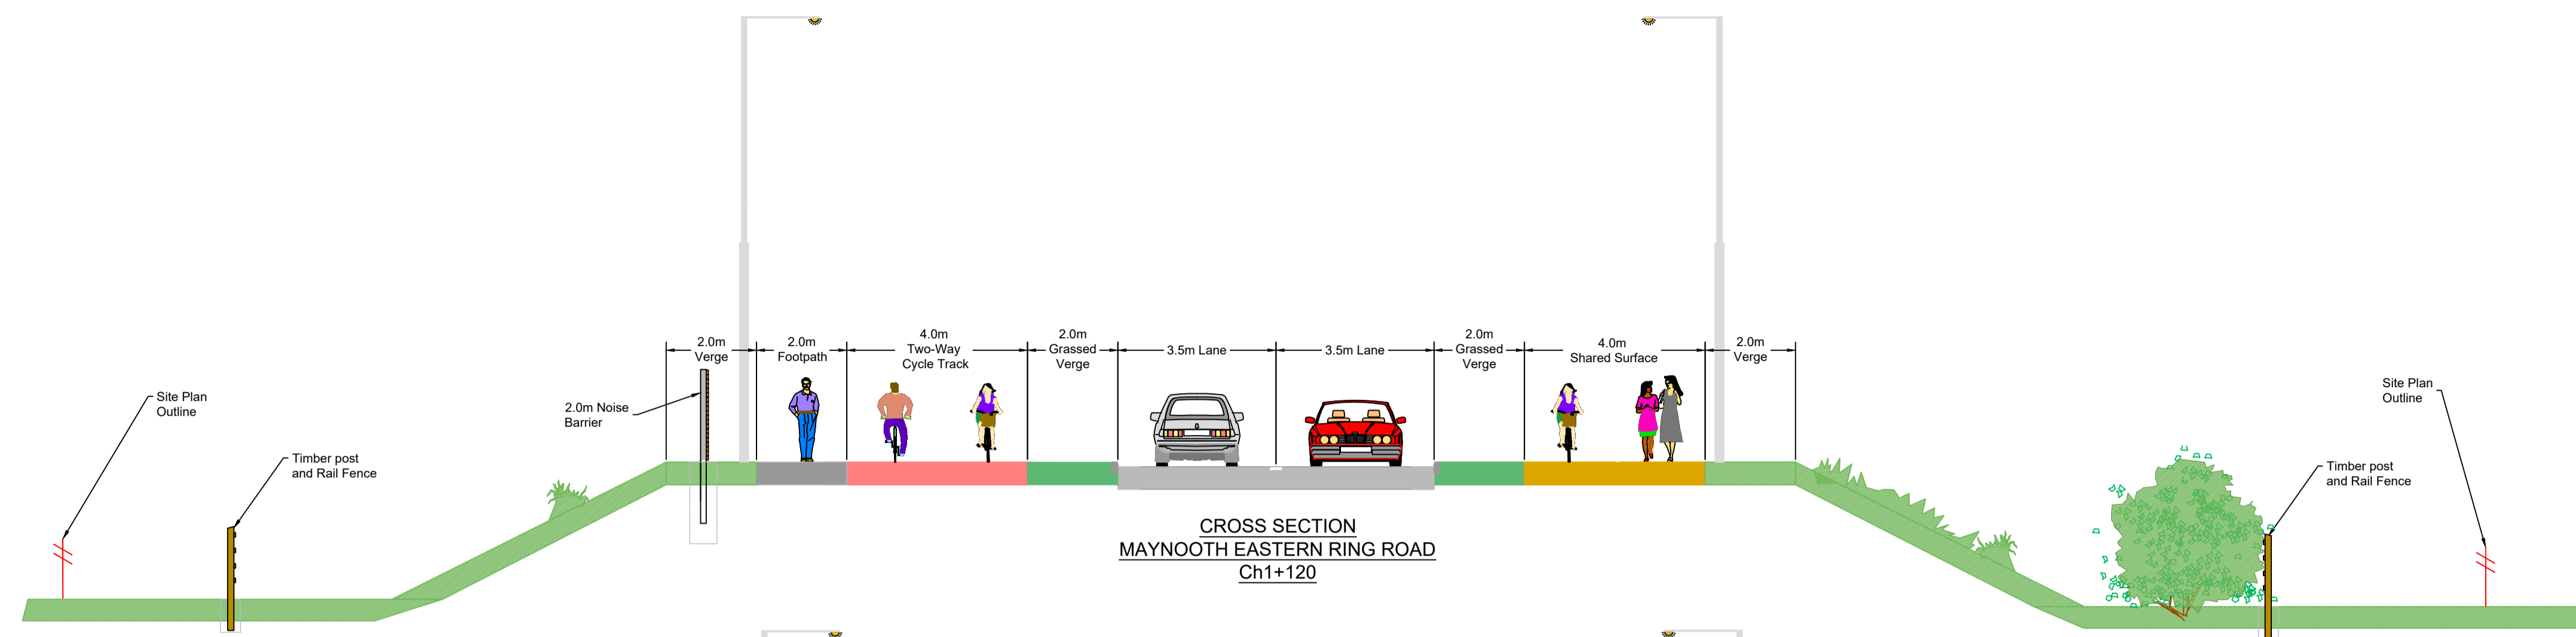 2.0m
Verge
2.0m
Footpath
4.0m
Two-Way
Cycle Track
2.0m
Grassed
Verge
3.5m Lane
3.5m Lane
2.0m
Grassed
Verge
4.0m
Shared Surface
2.0m
Verge
Site Plan
Outline
Timber post
and Rail Fence
2.0m Noise
Barrier
Site Plan
Outline
Timber post
and Rail Fence
CROSS SECTION
MAYNOOTH EASTERN RING ROAD
Ch1+120